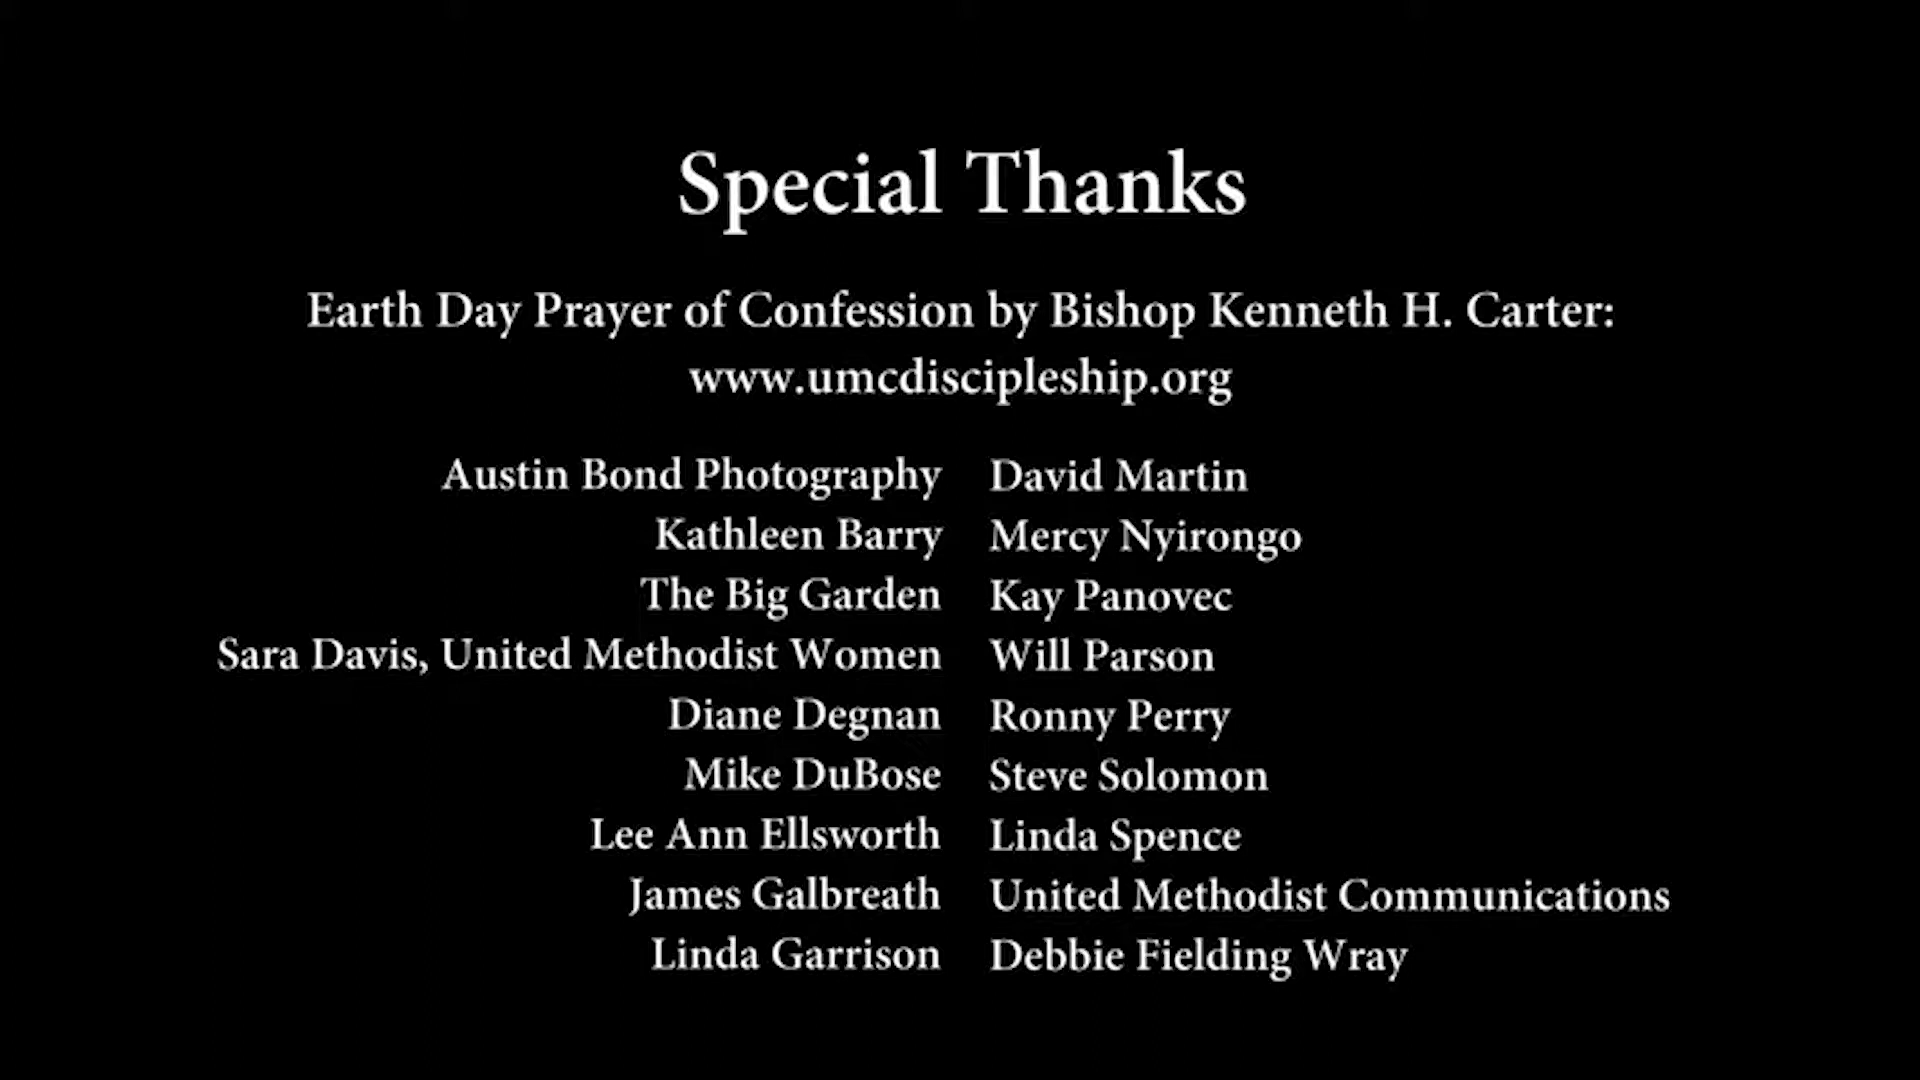 Special Thanks
Earth Day Prayer of Confession by Bishop Kenneth H. Carter:
www.umcdiscipleship.org
Austin Bond Photography
Kathleen Barry
The Big Garden
Sara Davis, United Methodist Women
Diane Degnan
Mike DuBose
Lee Ann Ellsworth
James Galbreath
Linda Garrison
David Martin
Mercy Nyirongo
Kay Panovec
Will Parson
Ronny Perry
Steve Solomon
Linda Spence
United Methodist Communications
Debbie Fielding Wray